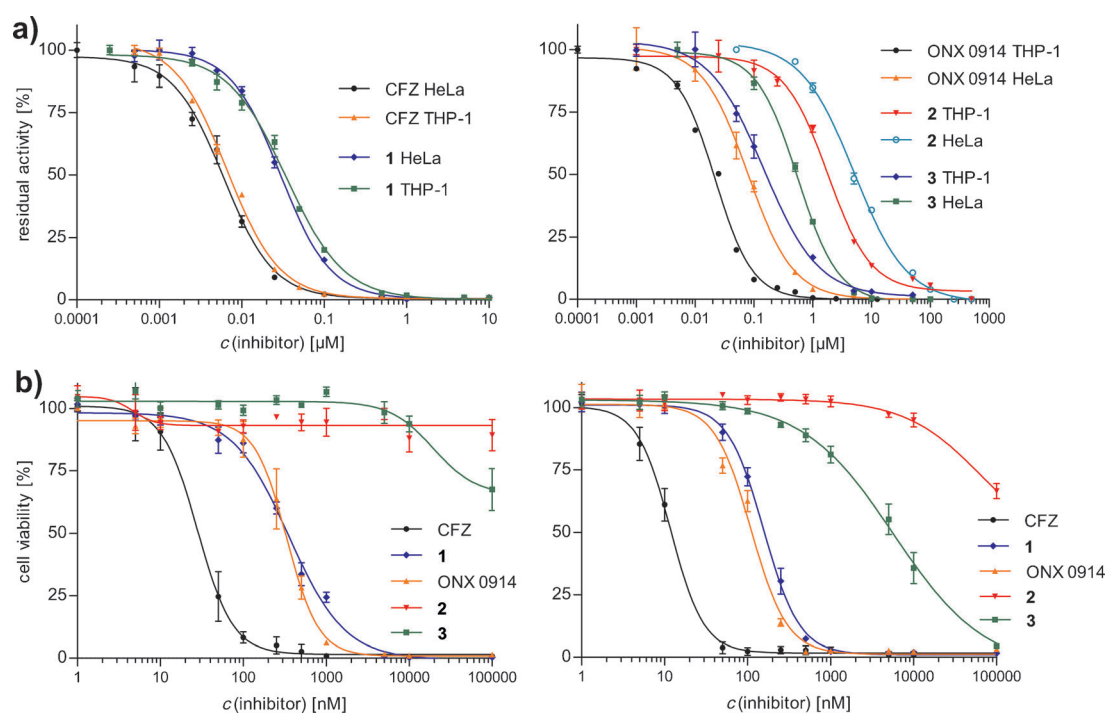 a)
residual activity [%]
100
75
50
25
0
0.0001
0.001
0.01
0.1
1
10
c(inhibitor) [µM]
CFZ HeLa
CFZ THP-1
1 HeLa
1 THP-1
100
75
50
25
0
0.0001
0.001
0.01
0.1
1
10
100
1000
c(inhibitor) [µM]
ONX 0914 THP-1
ONX 0914 HeLa
2 THP-1
2 HeLa
3 THP-1
3 HeLa
b)
cell viability [%]
100
75
50
25
0
1
10
100
1000
10000
100000
c(inhibitor) [nM]
CFZ
1
ONX 0914
2
3
100
75
50
25
0
1
10
100
1000
10000
100000
c(inhibitor) [nM]
CFZ
1
ONX 0914
2
3